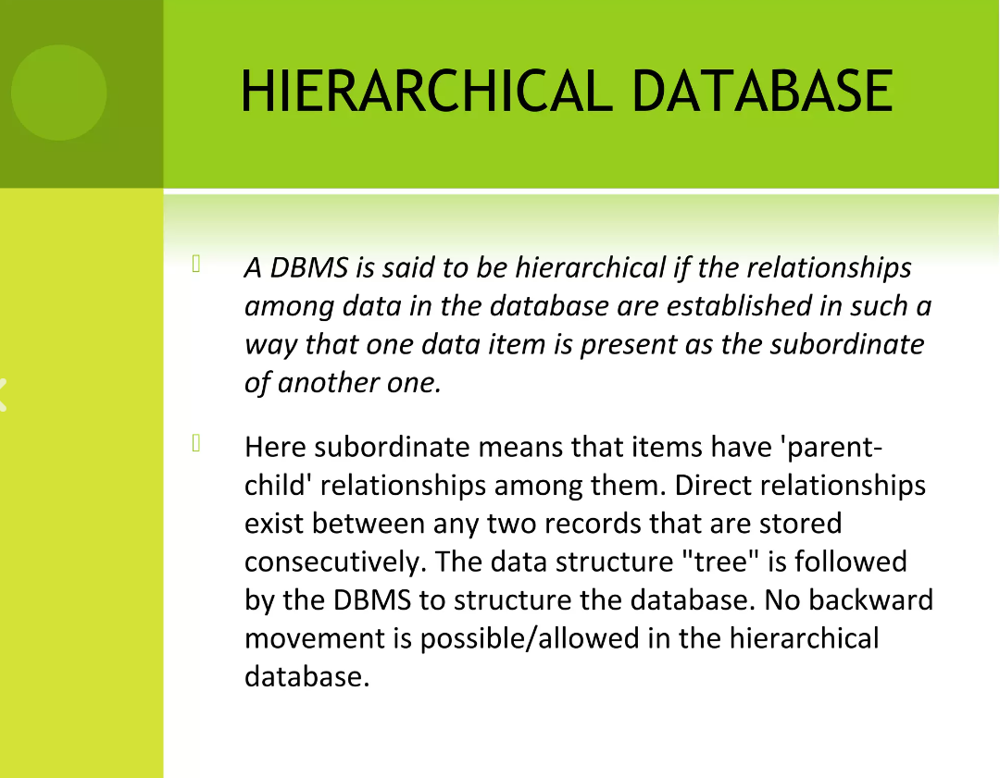 HIERARCHICAL DATABASE
A DBMS is said to be hierarchical if the relationships
among data in the database are established in such a
way that one data item is present as the subordinate
of another one.
Here subordinate means that items have 'parent-
child' relationships among them. Direct relationships
exist between any two records that are stored
consecutively. The data structure "tree" is followed
by the DBMS to structure the database. No backward
movement is possible/allowed in the hierarchical
database.